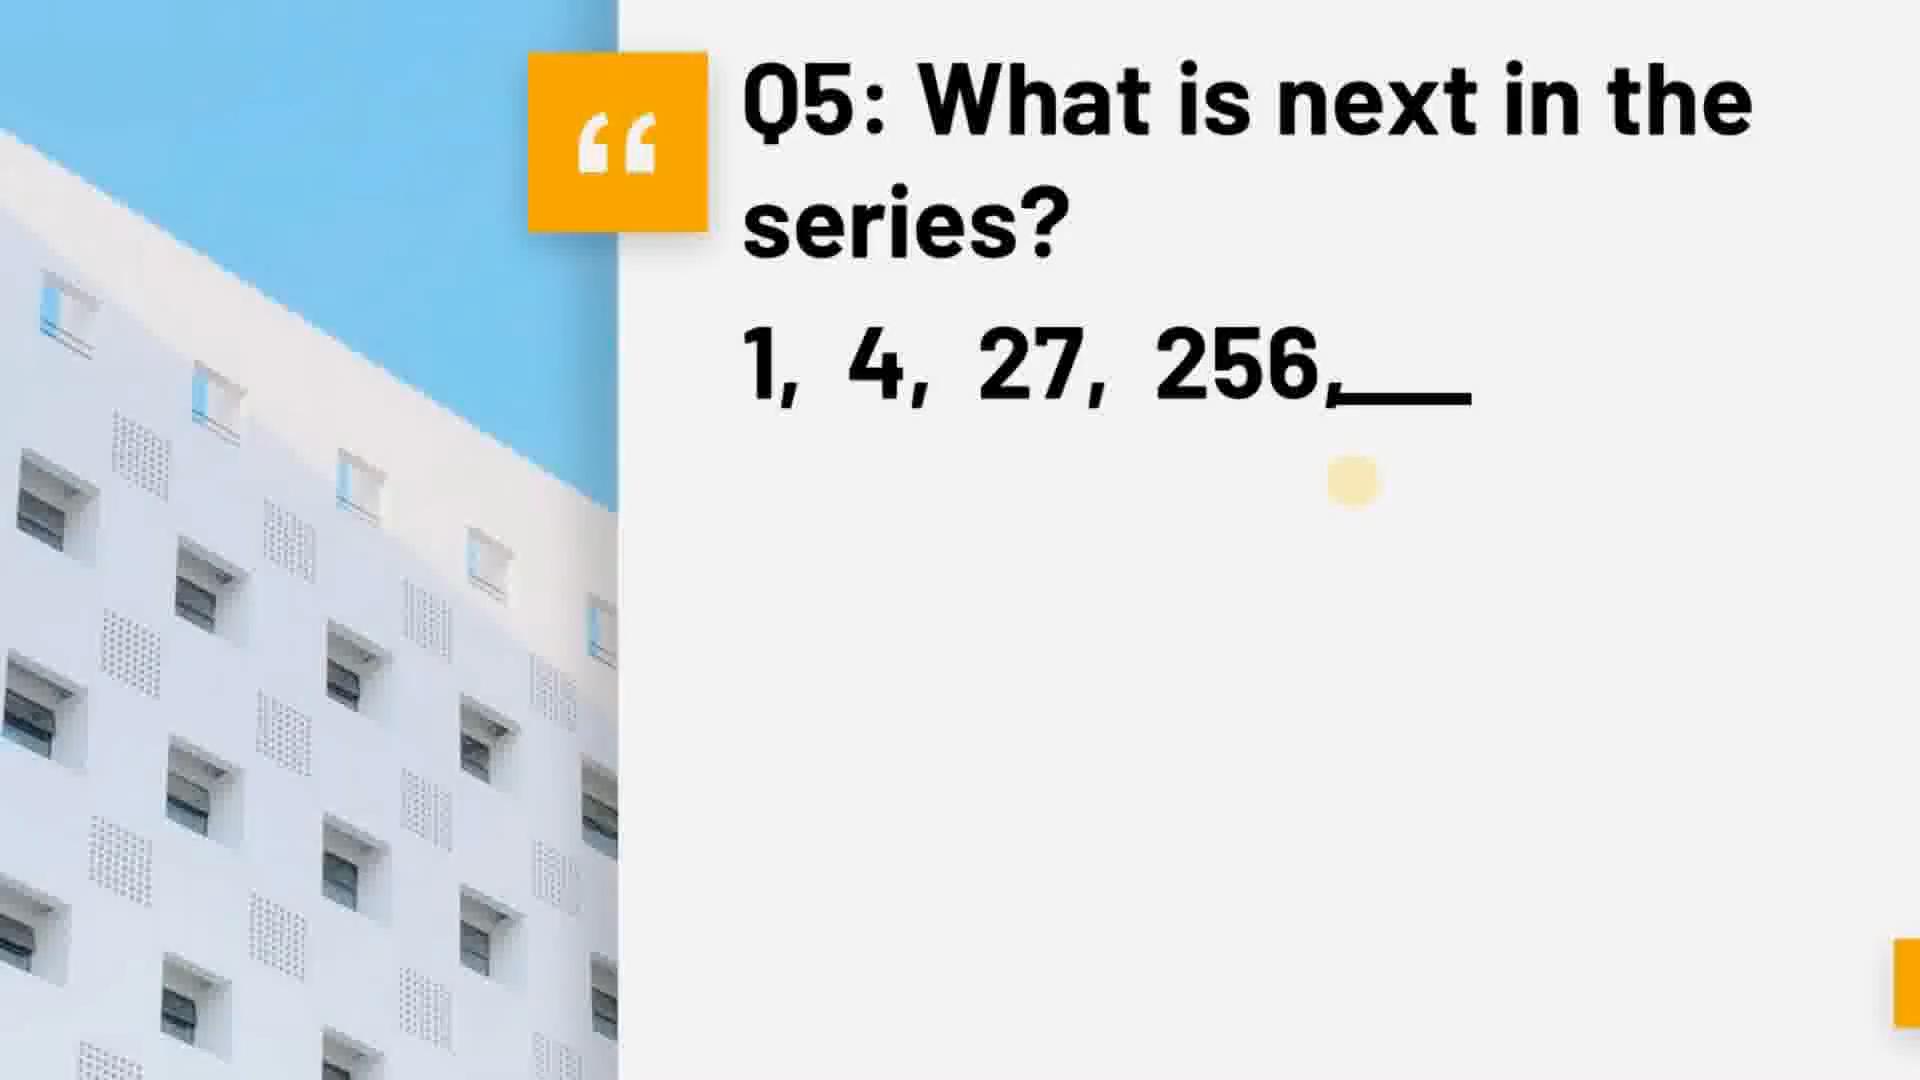 “
Q5: What is next in the
series?
1, 4, 27, 256,___